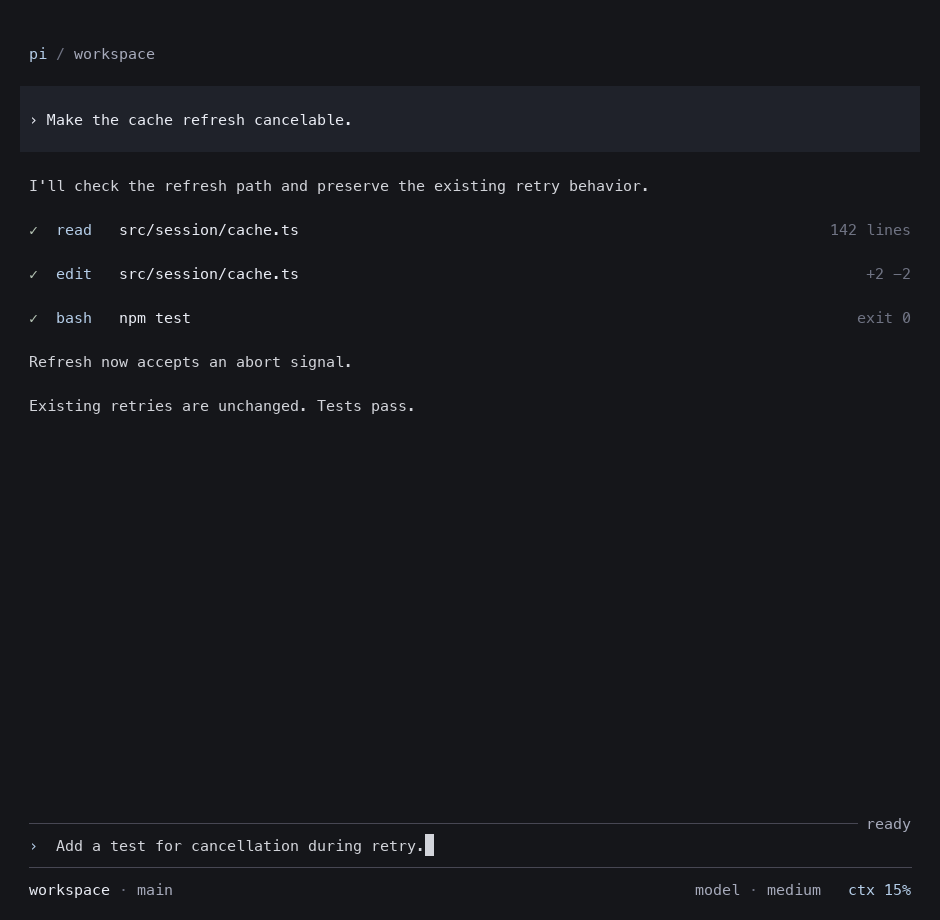 pi / workspace
› Make the cache refresh cancelable.
I'll check the refresh path and preserve the existing retry behavior.
✓ read src/session/cache.ts 142 lines
✓ edit src/session/cache.ts +2 −2
✓ bash npm test exit 0
Refresh now accepts an abort signal.
Existing retries are unchanged. Tests pass.
ready
› Add a test for cancellation during retry.
workspace · main model · medium ctx 15%